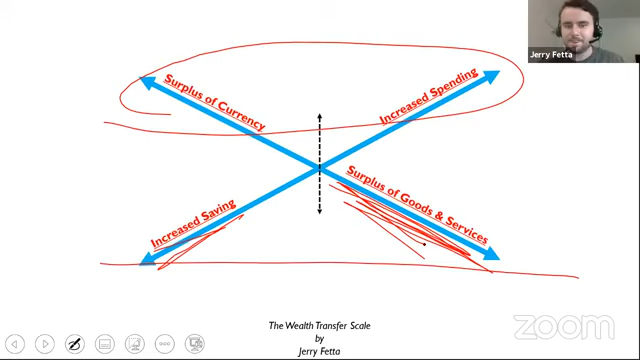 Jerry Fetta
Surplus of Currency
Increased Spending
Increased Saving
Surplus of Goods & Services
The Wealth Transfer Scale
by
Jerry Fetta
zoom